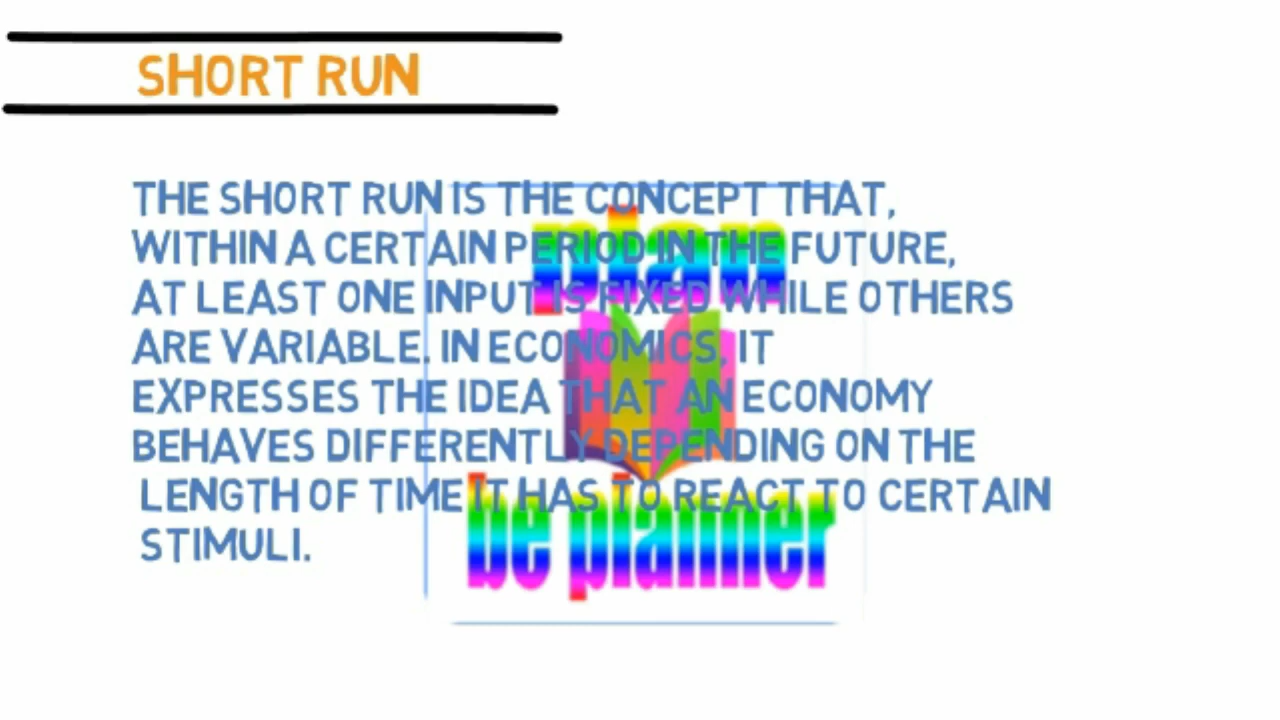 SHORT RUN
THE SHORT RUN IS THE CONCEPT THAT,
WITHIN A CERTAIN PERIOD IN THE FUTURE,
AT LEAST ONE INPUT IS FIXED WHILE OTHERS
ARE VARIABLE. IN ECONOMICS, IT
EXPRESSES THE IDEA THAT AN ECONOMY
BEHAVES DIFFERENTLY DEPENDING ON THE
LENGTH OF TIME IT HAS TO REACT TO CERTAIN
STIMULI.
plan
be planner